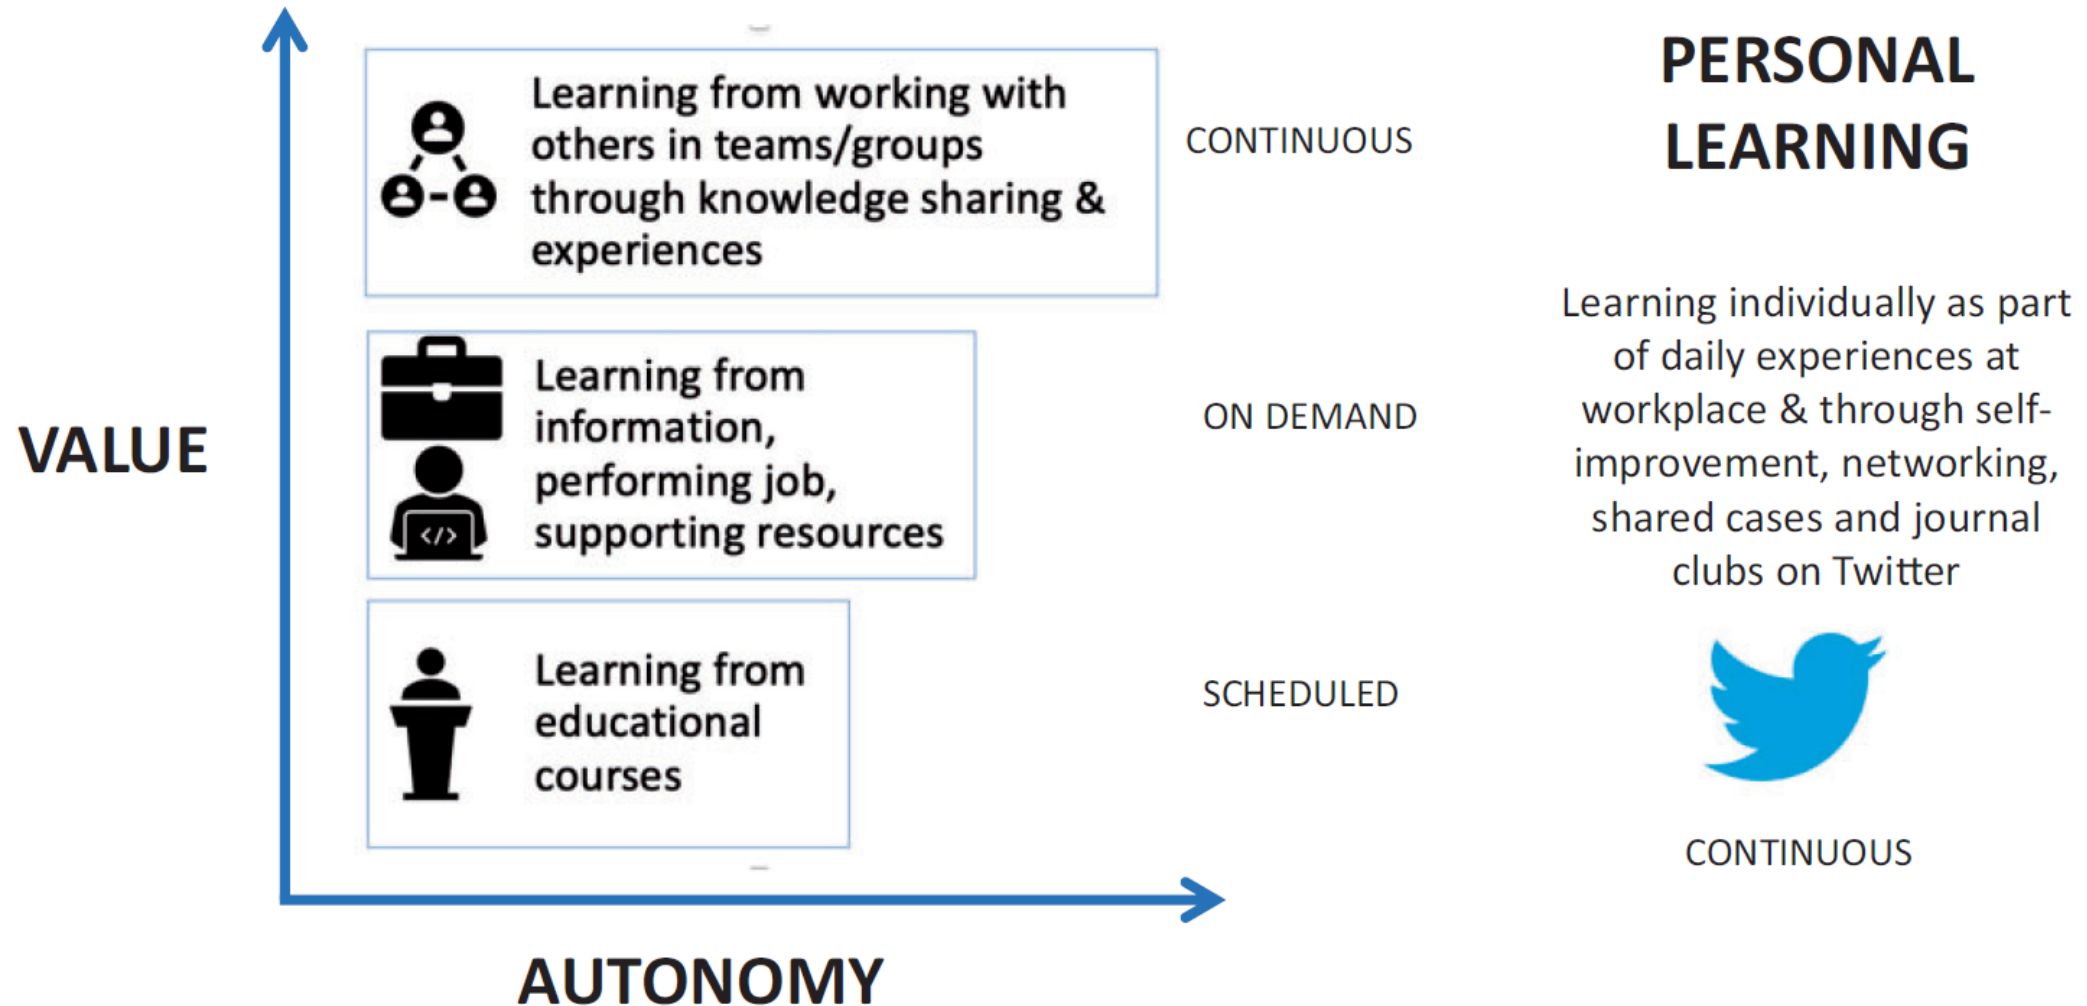 VALUE
Learning from working with
others in teams/groups
through knowledge sharing &
experiences
CONTINUOUS
Learning from
information,
performing job,
supporting resources
ON DEMAND
</>
Learning from
educational
courses
SCHEDULED
AUTONOMY
PERSONAL
LEARNING
Learning individually as part
of daily experiences at
workplace & through self-
improvement, networking,
shared cases and journal
clubs on Twitter
CONTINUOUS